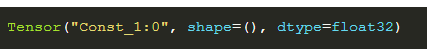 Tensor("Const_1:0", shape=(), dtype=float32)